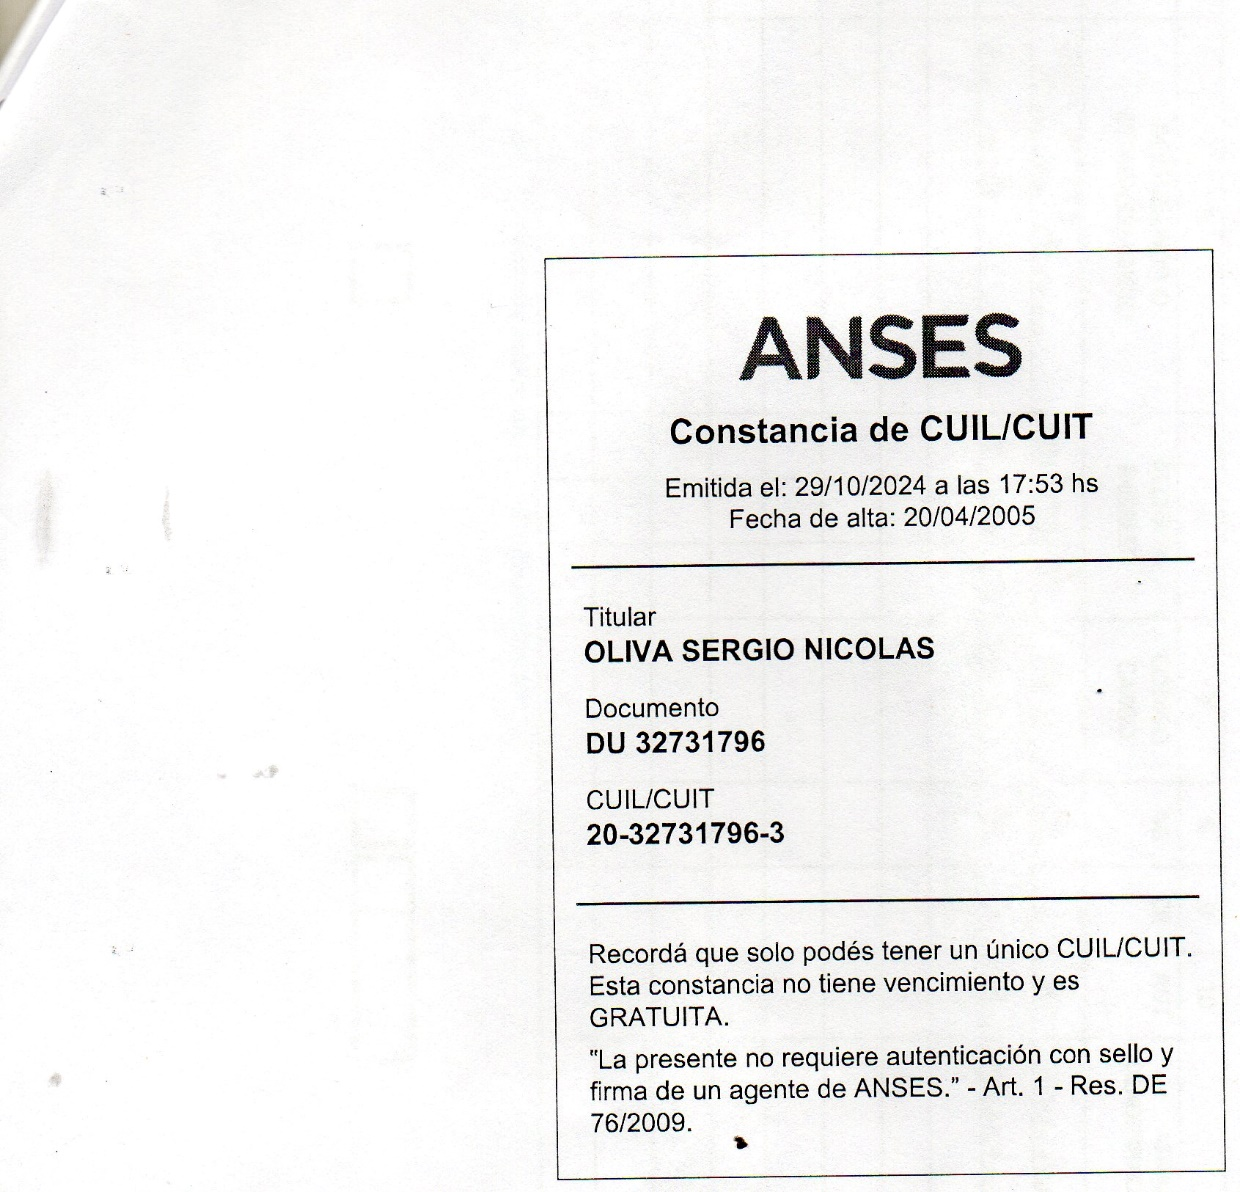 ANSES
Constancia de CUIL/CUIT
Emitida el: 29/10/2024 a las 17:53 hs
Fecha de alta: 20/04/2005
Titular
OLIVA SERGIO NICOLAS
Documento
DU 32731796
CUIL/CUIT
20-32731796-3
Recordá que solo podés tener un único CUIL/CUIT.
Esta constancia no tiene vencimiento y es
GRATUITA.
"La presente no requiere autenticación con sello y
firma de un agente de ANSES." - Art. 1 - Res. DE
76/2009.